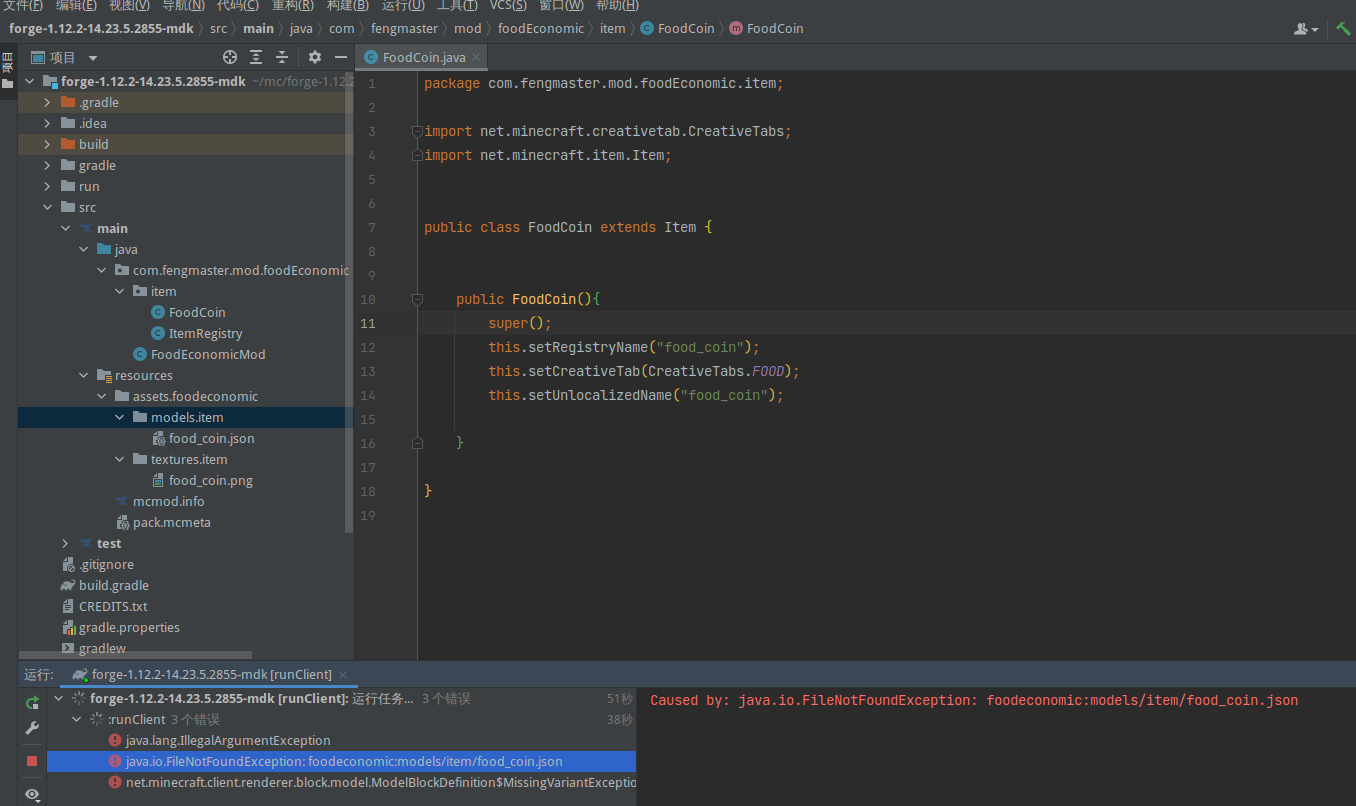 文件(F) 编辑(E) 视图(V) 导航(N) 代码(C) 重构(R) 构建(B) 运行(U) 工具(T) VCS(S) 窗口(W) 帮助(H)
forge-1.12.2-14.23.5.2855-mdk src main java com fengmaster mod foodEconomic item FoodCoin FoodCoin
项目
项目
FoodCoin.java
forge-1.12.2-14.23.5.2855-mdk ~/mc/forge-1.12.2
.gradle
.idea
build
gradle
run
src
main
java
com.fengmaster.mod.foodEconomic
item
FoodCoin
ItemRegistry
FoodEconomicMod
resources
assets.foodeconomic
models.item
food_coin.json
textures.item
food_coin.png
mcmod.info
pack.mcmeta
test
.gitignore
build.gradle
CREDITS.txt
gradle.properties
gradlew
1 package com.fengmaster.mod.foodEconomic.item;
2
3 import net.minecraft.creativetab.CreativeTabs;
4 import net.minecraft.item.Item;
5
6
7 public class FoodCoin extends Item {
8
9
10 public FoodCoin(){
11 super();
12 this.setRegistryName("food_coin");
13 this.setCreativeTab(CreativeTabs.FOOD);
14 this.setUnlocalizedName("food_coin");
15
16 }
17
18 }
19
运行: forge-1.12.2-14.23.5.2855-mdk [runClient]
forge-1.12.2-14.23.5.2855-mdk [runClient]: 运行任务... 3 个错误 51秒
:runClient 3 个错误 38秒
java.lang.IllegalArgumentException
java.io.FileNotFoundException: foodeconomic:models/item/food_coin.json
net.minecraft.client.renderer.block.model.ModelBlockDefinition$MissingVariantExceptio
Caused by: java.io.FileNotFoundException: foodeconomic:models/item/food_coin.json